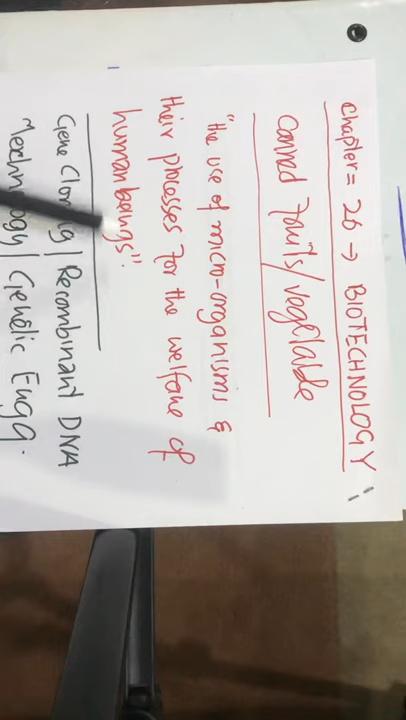 Chapter = 26 → BIOTECHNOLOGY
Canned fruits/vegetable
"the use of micro-organisms &
their processes for the welfare of
human beings".
Gene Cloning | Recombinant DNA
| Genetic Engg.